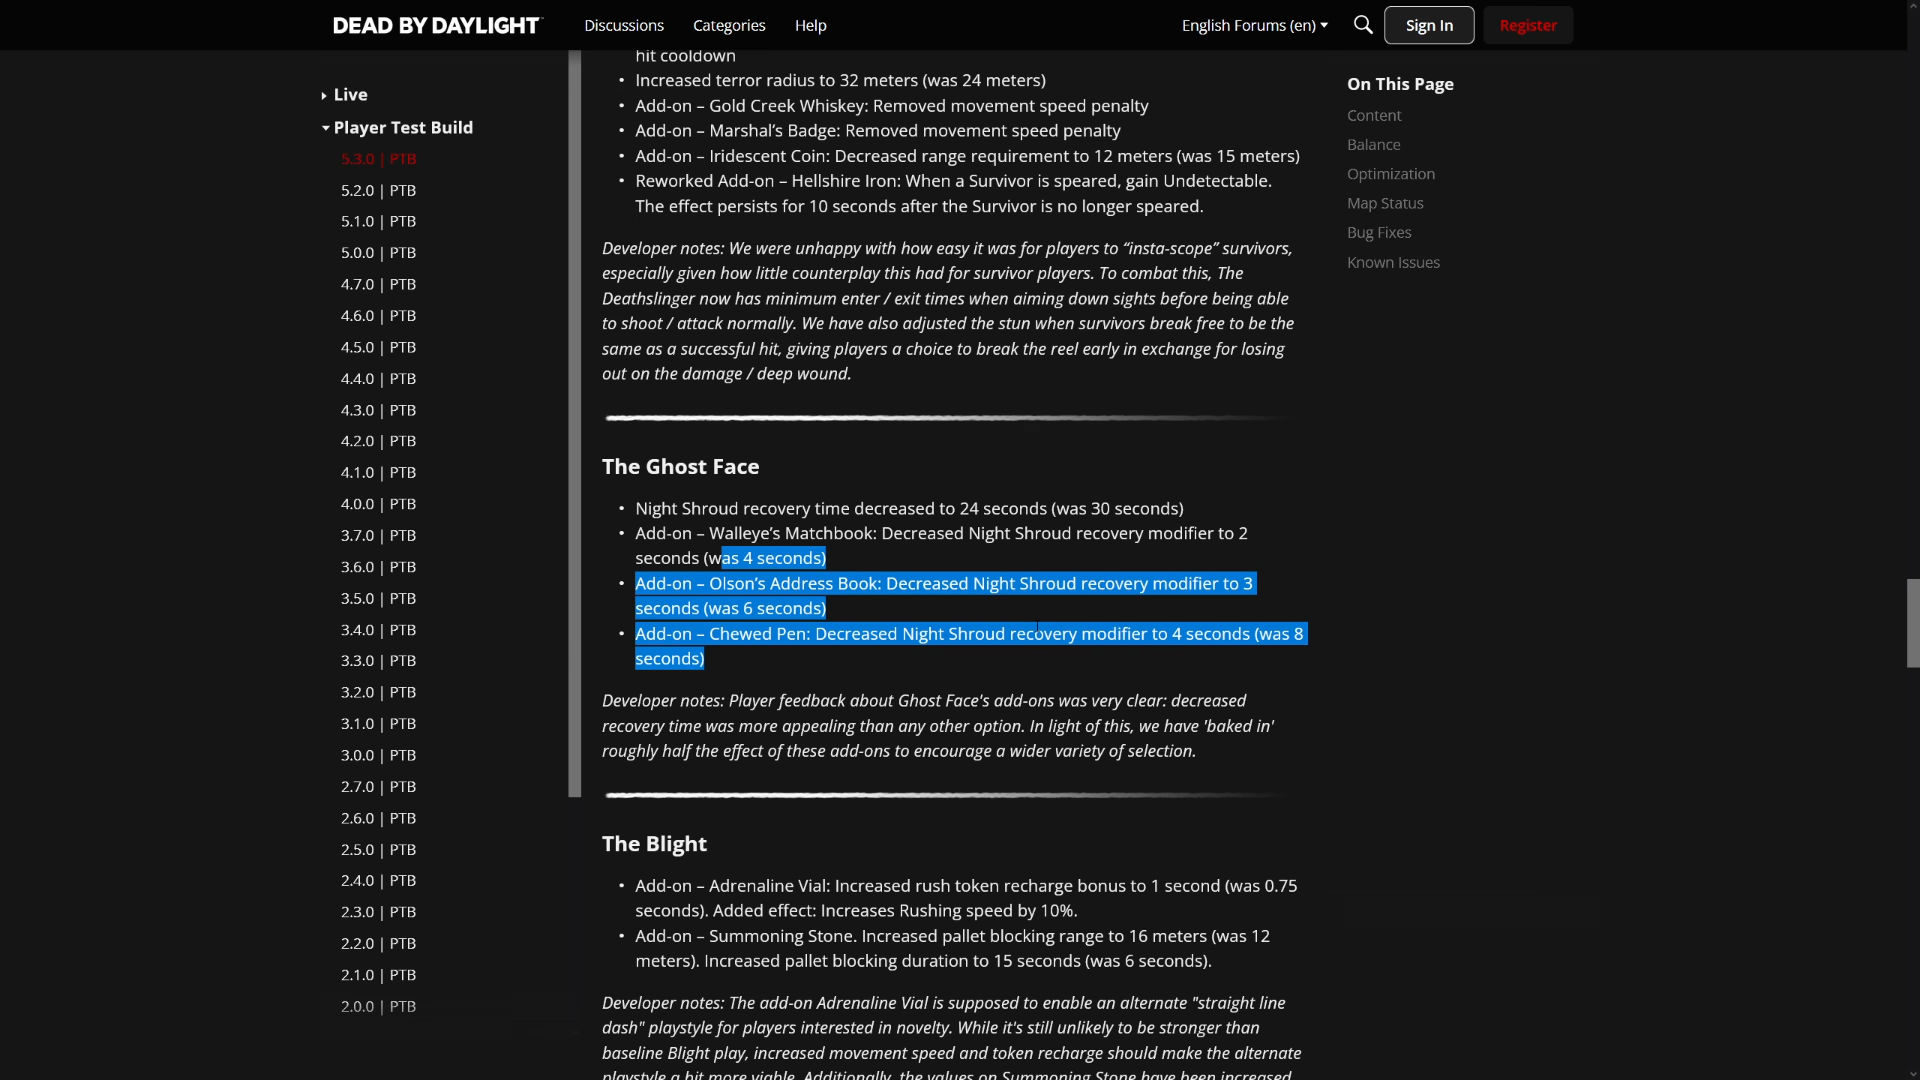 DEAD BY DAYLIGHT
Discussions
Categories
Help
English Forums (en)
Sign In
Register
Live
Player Test Build
5.3.0 | PTB
5.2.0 | PTB
5.1.0 | PTB
5.0.0 | PTB
4.7.0 | PTB
4.6.0 | PTB
4.5.0 | PTB
4.4.0 | PTB
4.3.0 | PTB
4.2.0 | PTB
4.1.0 | PTB
4.0.0 | PTB
3.7.0 | PTB
3.6.0 | PTB
3.5.0 | PTB
3.4.0 | PTB
3.3.0 | PTB
3.2.0 | PTB
3.1.0 | PTB
3.0.0 | PTB
2.7.0 | PTB
2.6.0 | PTB
2.5.0 | PTB
2.4.0 | PTB
2.3.0 | PTB
2.2.0 | PTB
2.1.0 | PTB
2.0.0 | PTB
hit cooldown
• Increased terror radius to 32 meters (was 24 meters)
• Add-on – Gold Creek Whiskey: Removed movement speed penalty
• Add-on – Marshal's Badge: Removed movement speed penalty
• Add-on – Iridescent Coin: Decreased range requirement to 12 meters (was 15 meters)
• Reworked Add-on – Hellshire Iron: When a Survivor is speared, gain Undetectable.
The effect persists for 10 seconds after the Survivor is no longer speared.
Developer notes: We were unhappy with how easy it was for players to “insta-scope” survivors,
especially given how little counterplay this had for survivor players. To combat this, The
Deathslinger now has minimum enter / exit times when aiming down sights before being able
to shoot / attack normally. We have also adjusted the stun when survivors break free to be the
same as a successful hit, giving players a choice to break the reel early in exchange for losing
out on the damage / deep wound.
The Ghost Face
• Night Shroud recovery time decreased to 24 seconds (was 30 seconds)
• Add-on – Walleye's Matchbook: Decreased Night Shroud recovery modifier to 2
seconds (was 4 seconds)
• Add-on – Olson's Address Book: Decreased Night Shroud recovery modifier to 3
seconds (was 6 seconds)
• Add-on – Chewed Pen: Decreased Night Shroud recovery modifier to 4 seconds (was 8
seconds)
Developer notes: Player feedback about Ghost Face's add-ons was very clear: decreased
recovery time was more appealing than any other option. In light of this, we have 'baked in'
roughly half the effect of these add-ons to encourage a wider variety of selection.
The Blight
• Add-on – Adrenaline Vial: Increased rush token recharge bonus to 1 second (was 0.75
seconds). Added effect: Increases Rushing speed by 10%.
• Add-on – Summoning Stone. Increased pallet blocking range to 16 meters (was 12
meters). Increased pallet blocking duration to 15 seconds (was 6 seconds).
Developer notes: The add-on Adrenaline Vial is supposed to enable an alternate "straight line
dash" playstyle for players interested in novelty. While it's still unlikely to be stronger than
baseline Blight play, increased movement speed and token recharge should make the alternate
playstyle a bit more viable. Additionally, the values on Summoning Stone have been increased
On This Page
Content
Balance
Optimization
Map Status
Bug Fixes
Known Issues